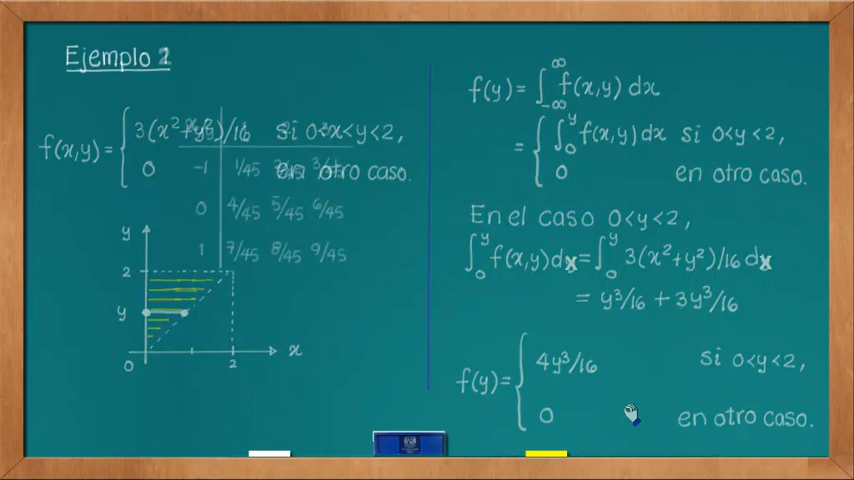 Ejemplo
f(x,y) = { 3(x²+y²)/16 si 0<x<y<2,
0 en otro caso.
-1 1/45 2/45 3/45
0 4/45 5/45 6/45
1 7/45 8/45 9/45
y
2
y
0 2 x
f(y) = ∫_{-∞}^{∞} f(x,y) dx
= { ∫_0^y f(x,y) dx si 0<y<2,
0 en otro caso.
En el caso 0<y<2,
∫_0^y f(x,y) dx = ∫_0^y 3(x²+y²)/16 dx
= y³/16 + 3y³/16
f(y) = { 4y³/16 si 0<y<2,
0 en otro caso.